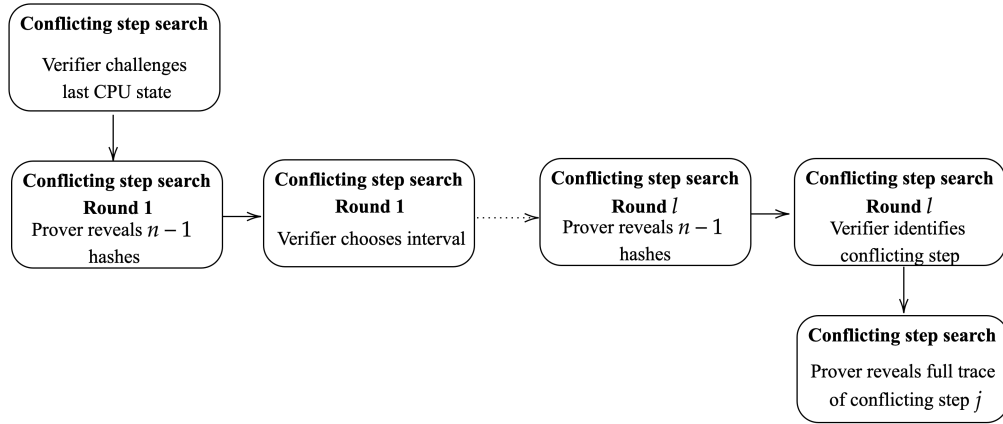 Conflicting step search
Verifier challenges
last CPU state
Conflicting step search
Round 1
Prover reveals n − 1
hashes
Conflicting step search
Round 1
Verifier chooses interval
Conflicting step search
Round l
Prover reveals n − 1
hashes
Conflicting step search
Round l
Verifier identifies
conflicting step
Conflicting step search
Prover reveals full trace
of conflicting step j